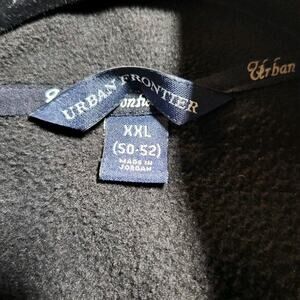 Urban
URBAN FRONTIER
XXL
(50-52)
MADE IN
JORDAN